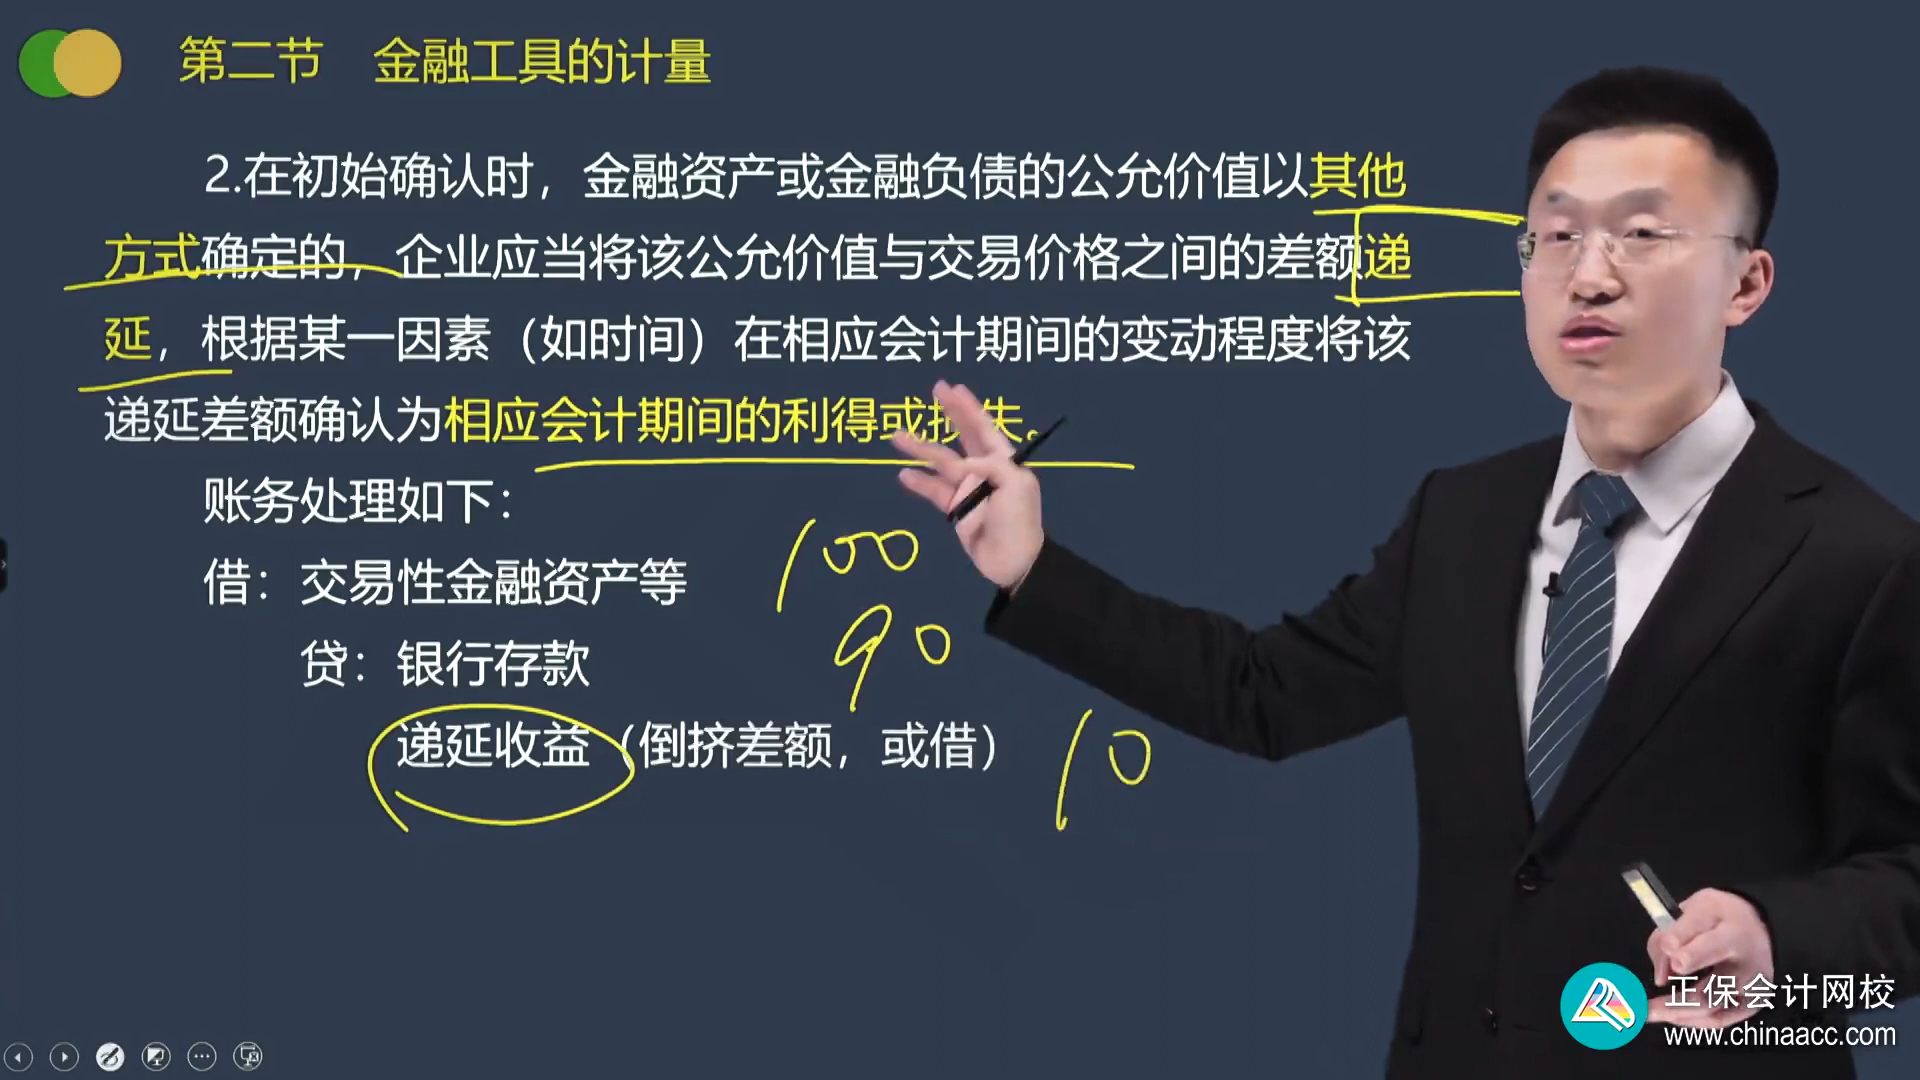 第二节 金融工具的计量
2.在初始确认时，金融资产或金融负债的公允价值以其他
方式确定的，企业应当将该公允价值与交易价格之间的差额递
延，根据某一因素（如时间）在相应会计期间的变动程度将该
递延差额确认为相应会计期间的利得或损失。
账务处理如下：
借：交易性金融资产等
100
贷：银行存款
90
递延收益（倒挤差额，或借）
10
正保会计网校
www.chinaacc.com